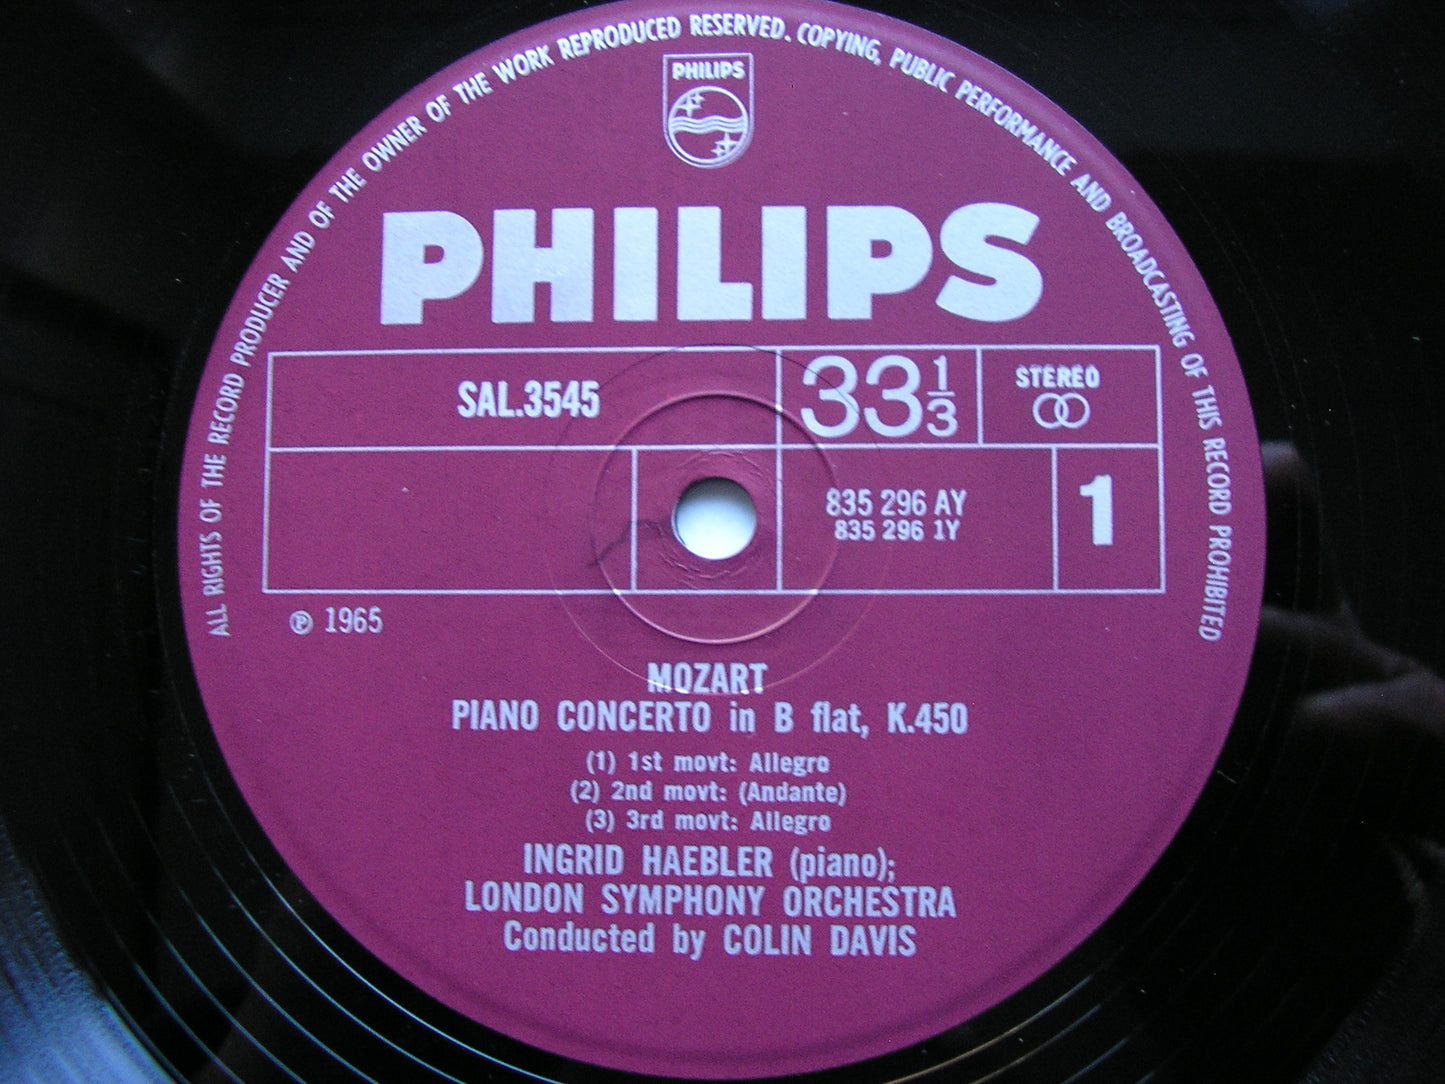 ALL RIGHTS OF THE RECORD PRODUCER AND OF THE OWNER OF THE WORK REPRODUCED RESERVED. COPYING, PUBLIC PERFORMANCE AND BROADCASTING OF THIS RECORD PROHIBITED
PHILIPS
PHILIPS
SAL.3545
33 1/3
STEREO
835 296 AY
835 296 1Y
1
℗ 1965
MOZART
PIANO CONCERTO in B flat, K.450
(1) 1st movt: Allegro
(2) 2nd movt: (Andante)
(3) 3rd movt: Allegro
INGRID HAEBLER (piano);
LONDON SYMPHONY ORCHESTRA
Conducted by COLIN DAVIS